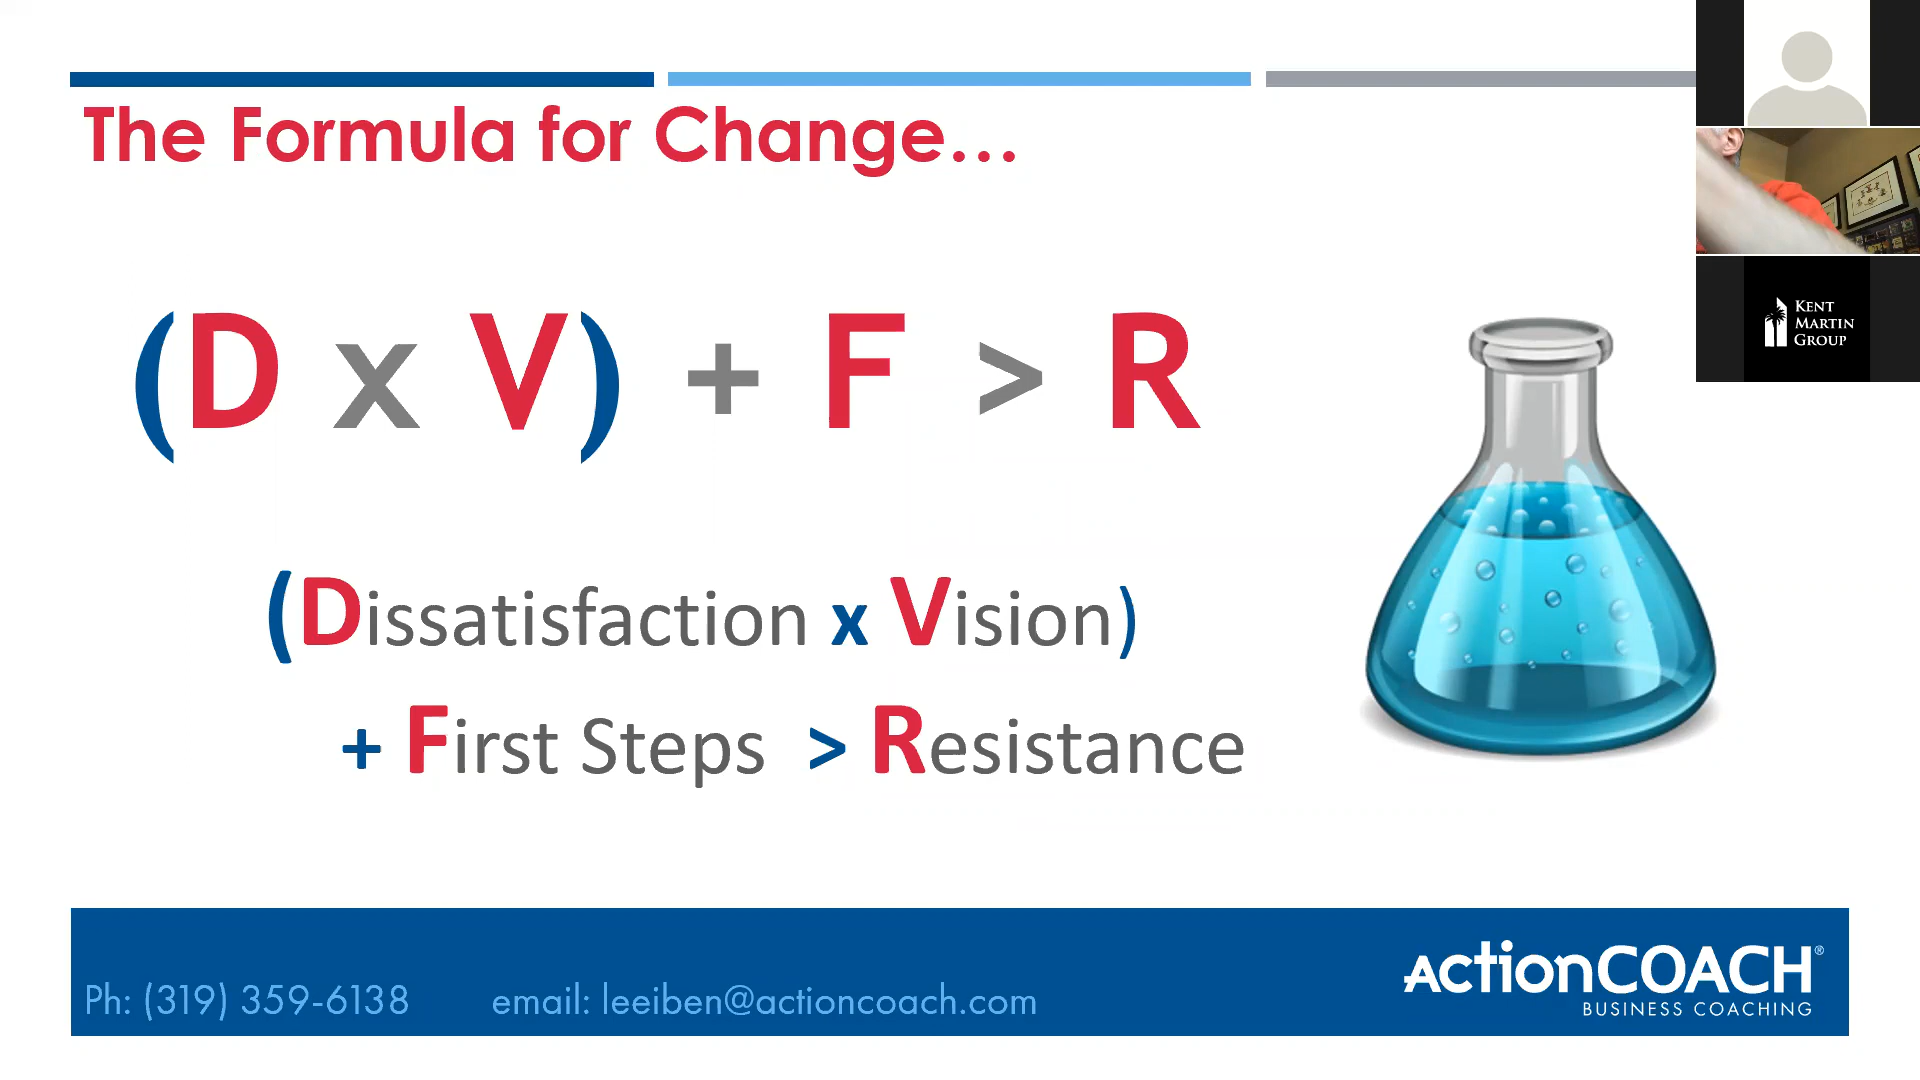 The Formula for Change...
(D x V) + F > R
(Dissatisfaction x Vision)
+ First Steps > Resistance
Ph: (319) 359-6138 email: leeiben@actioncoach.com
ActionCOACH®
BUSINESS COACHING
KENT
MARTIN
GROUP